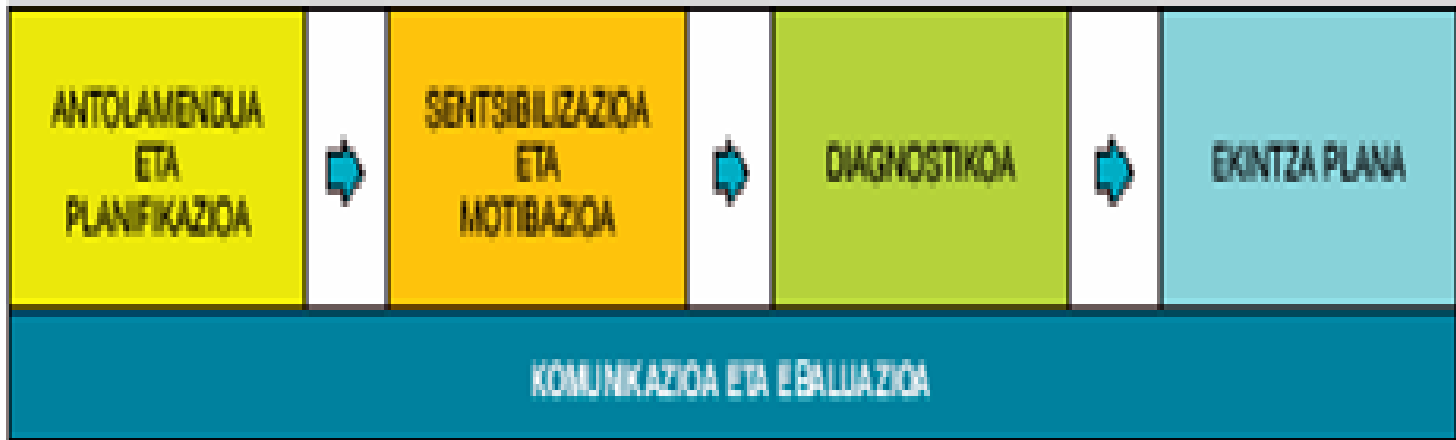 ANTOLAMENDUA
ETA
PLANIFIKAZIOA
SENTSIBILIZAZIOA
ETA
MOTIBAZIOA
DIAGNOSTIKOA
EKINTZA PLANA
KOMUNIKAZIOA ETA EBALUAZIOA